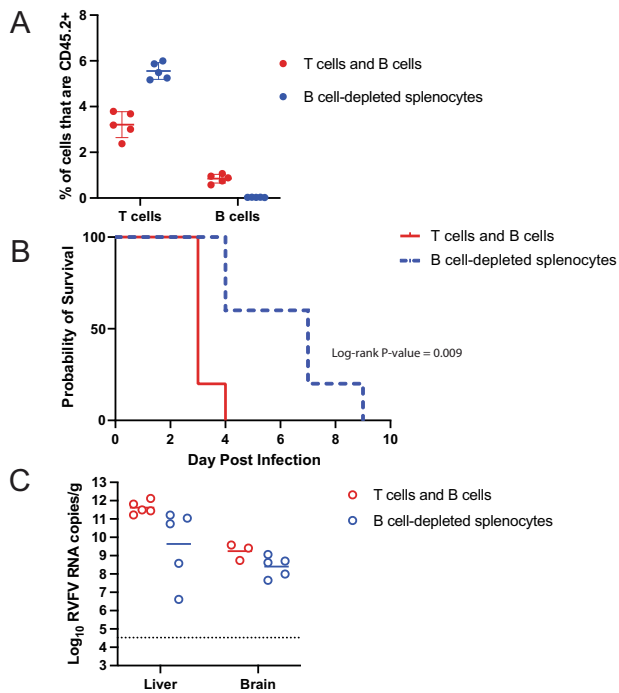 A
% of cells that are CD45.2+
8
6
4
2
0
T cells B cells
T cells and B cells
B cell-depleted splenocytes
B
Probability of Survival
100
50
0
0 2 4 6 8 10
Day Post Infection
T cells and B cells
B cell-depleted splenocytes
Log-rank P-value = 0.009
C
Log10 RVFV RNA copies/g
13
12
11
10
9
8
7
6
5
4
3
Liver Brain
T cells and B cells
B cell-depleted splenocytes